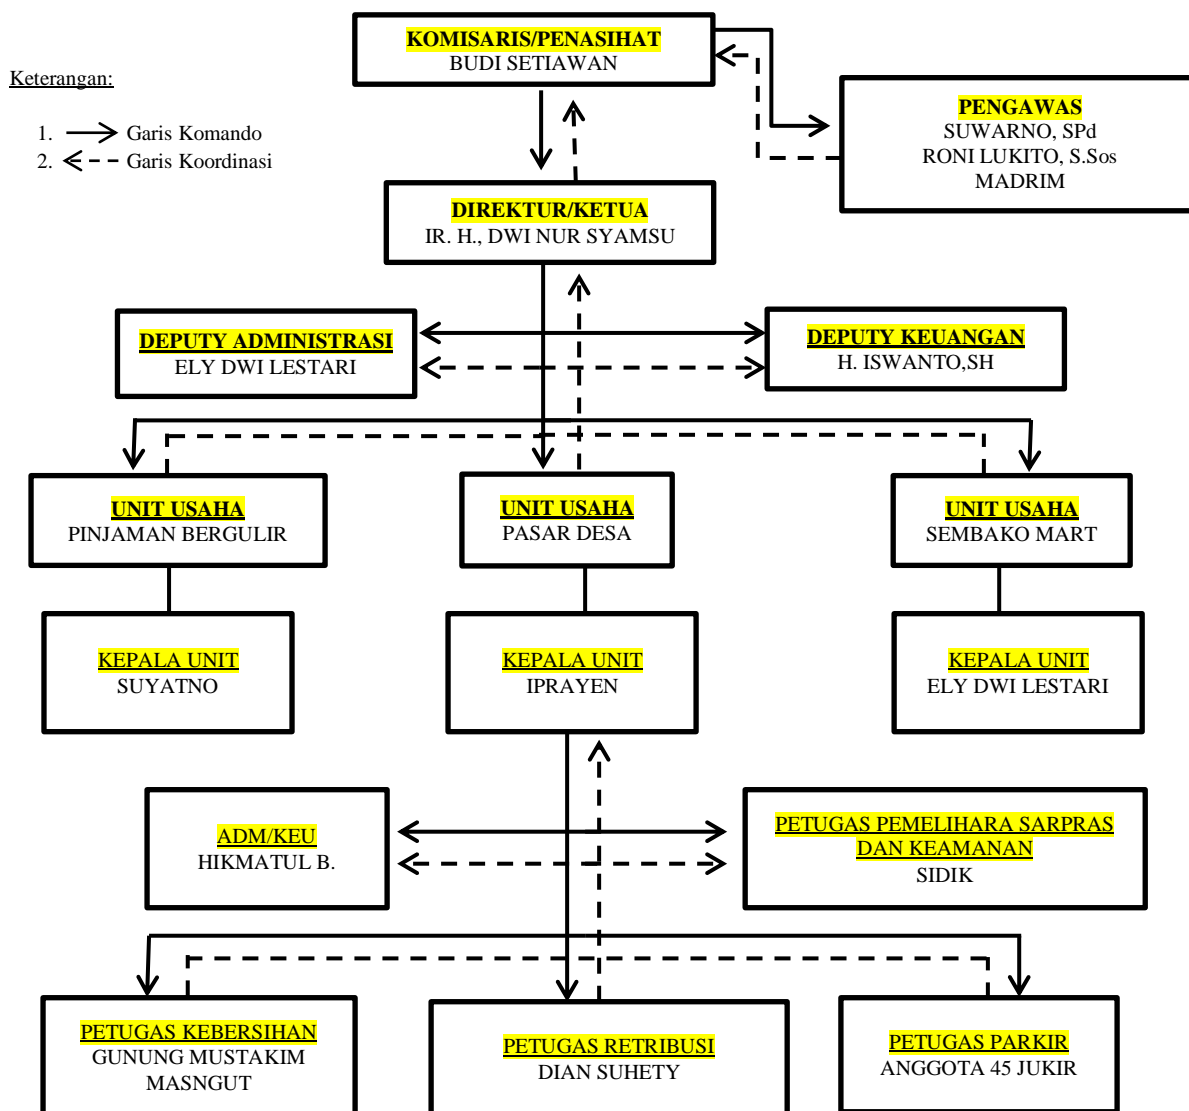 KOMISARIS/PENASIHAT
BUDI SETIAWAN
Keterangan:
1. Garis Komando
2. Garis Koordinasi
PENGAWAS
SUWARNO, SPd
RONI LUKITO, S.Sos
MADRIM
DIREKTUR/KETUA
IR. H., DWI NUR SYAMSU
DEPUTY ADMINISTRASI
ELY DWI LESTARI
DEPUTY KEUANGAN
H. ISWANTO,SH
UNIT USAHA
PINJAMAN BERGULIR
UNIT USAHA
PASAR DESA
UNIT USAHA
SEMBAKO MART
KEPALA UNIT
SUYATNO
KEPALA UNIT
IPRAYEN
KEPALA UNIT
ELY DWI LESTARI
ADM/KEU
HIKMATUL B.
PETUGAS PEMELIHARA SARPRAS
DAN KEAMANAN
SIDIK
PETUGAS KEBERSIHAN
GUNUNG MUSTAKIM
MASNGUT
PETUGAS RETRIBUSI
DIAN SUHETY
PETUGAS PARKIR
ANGGOTA 45 JUKIR